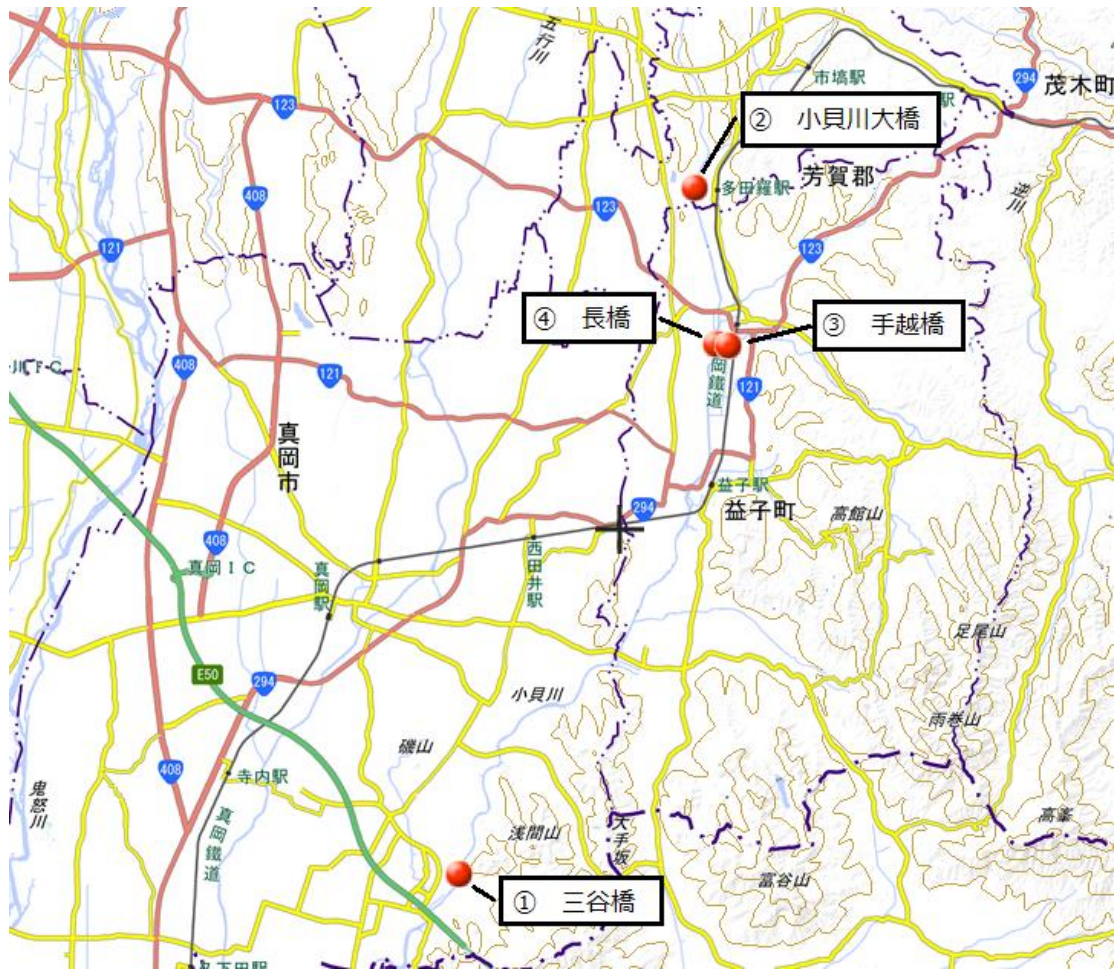 五行川
市塙駅
294
茂木町
駅
123
② 小貝川大橋
芳賀郡
多田羅駅
逆川
408
123
121
123
④ 長橋
③ 手越橋
岡鐵道
408
121
121
真岡市
益子駅
294
益子町
高館山
408
真岡IC
真岡駅
西田井駅
足尾山
E50
294
小貝川
雨巻山
磯山
408
寺内駅
鬼怒川
真岡鐵道
浅間山
大手坂
高峯
富谷山
① 三谷橋
下田駅